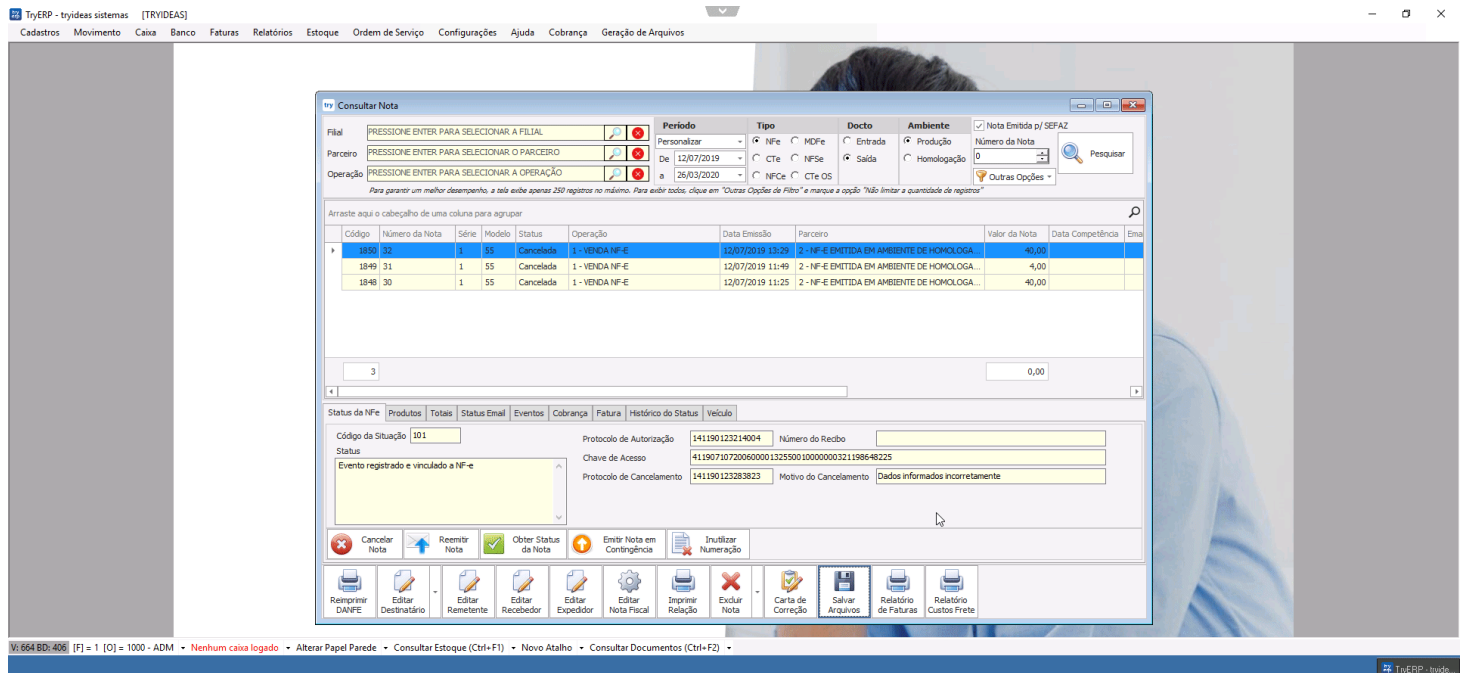 try TryERP - tryideas sistemas [TRYIDEAS]
Cadastros Movimento Caixa Banco Faturas Relatórios Estoque Ordem de Serviço Configurações Ajuda Cobrança Geração de Arquivos
try Consultar Nota
Filial PRESSIONE ENTER PARA SELECIONAR A FILIAL
Parceiro PRESSIONE ENTER PARA SELECIONAR O PARCEIRO
Operação PRESSIONE ENTER PARA SELECIONAR A OPERAÇÃO
Período
Personalizar
De 12/07/2019
a 26/03/2020
Tipo
NFe MDFe
CTe NFSe
NFCe CTe OS
Docto
Entrada
Saída
Ambiente
Produção
Homologação
Nota Emitida p/ SEFAZ
Número da Nota
0
Outras Opções
Pesquisar
Para garantir um melhor desempenho, a tela exibe apenas 250 registros no máximo. Para exibir todos, clique em "Outras Opções de Filtro" e marque a opção "Não limitar a quantidade de registros"
Arraste aqui o cabeçalho de uma coluna para agrupar
Código Número da Nota Série Modelo Status Operação Data Emissão Parceiro Valor da Nota Data Competência Ema
1850 32 1 55 Cancelada 1 - VENDA NF-E 12/07/2019 13:29 2 - NF-E EMITIDA EM AMBIENTE DE HOMOLOGA... 40,00
1849 31 1 55 Cancelada 1 - VENDA NF-E 12/07/2019 11:49 2 - NF-E EMITIDA EM AMBIENTE DE HOMOLOGA... 4,00
1848 30 1 55 Cancelada 1 - VENDA NF-E 12/07/2019 11:25 2 - NF-E EMITIDA EM AMBIENTE DE HOMOLOGA... 40,00
3 0,00
Status da NFe Produtos Totais Status Email Eventos Cobrança Fatura Histórico do Status Veículo
Código da Situação 101
Status
Evento registrado e vinculado a NF-e
Protocolo de Autorização 141190123214004 Número do Recibo
Chave de Acesso 41190710720060000132550010000000321198648225
Protocolo de Cancelamento 141190123283823 Motivo do Cancelamento Dados informados incorretamente
Cancelar Nota
Reemitir Nota
Obter Status da Nota
Emitir Nota em Contingência
Inutilizar Numeração
Reimprimir DANFE
Editar Destinatário
Editar Remetente
Editar Recebedor
Editar Expedidor
Editar Nota Fiscal
Imprimir Relação
Excluir Nota
Carta de Correção
Salvar Arquivos
Relatório de Faturas
Relatório Custos Frete
V: 664 BD: 406 [F] = 1 [O] = 1000 - ADM Nenhum caixa logado Alterar Papel Parede Consultar Estoque (Ctrl+F1) Novo Atalho Consultar Documentos (Ctrl+F2)
TryERP - tryide...